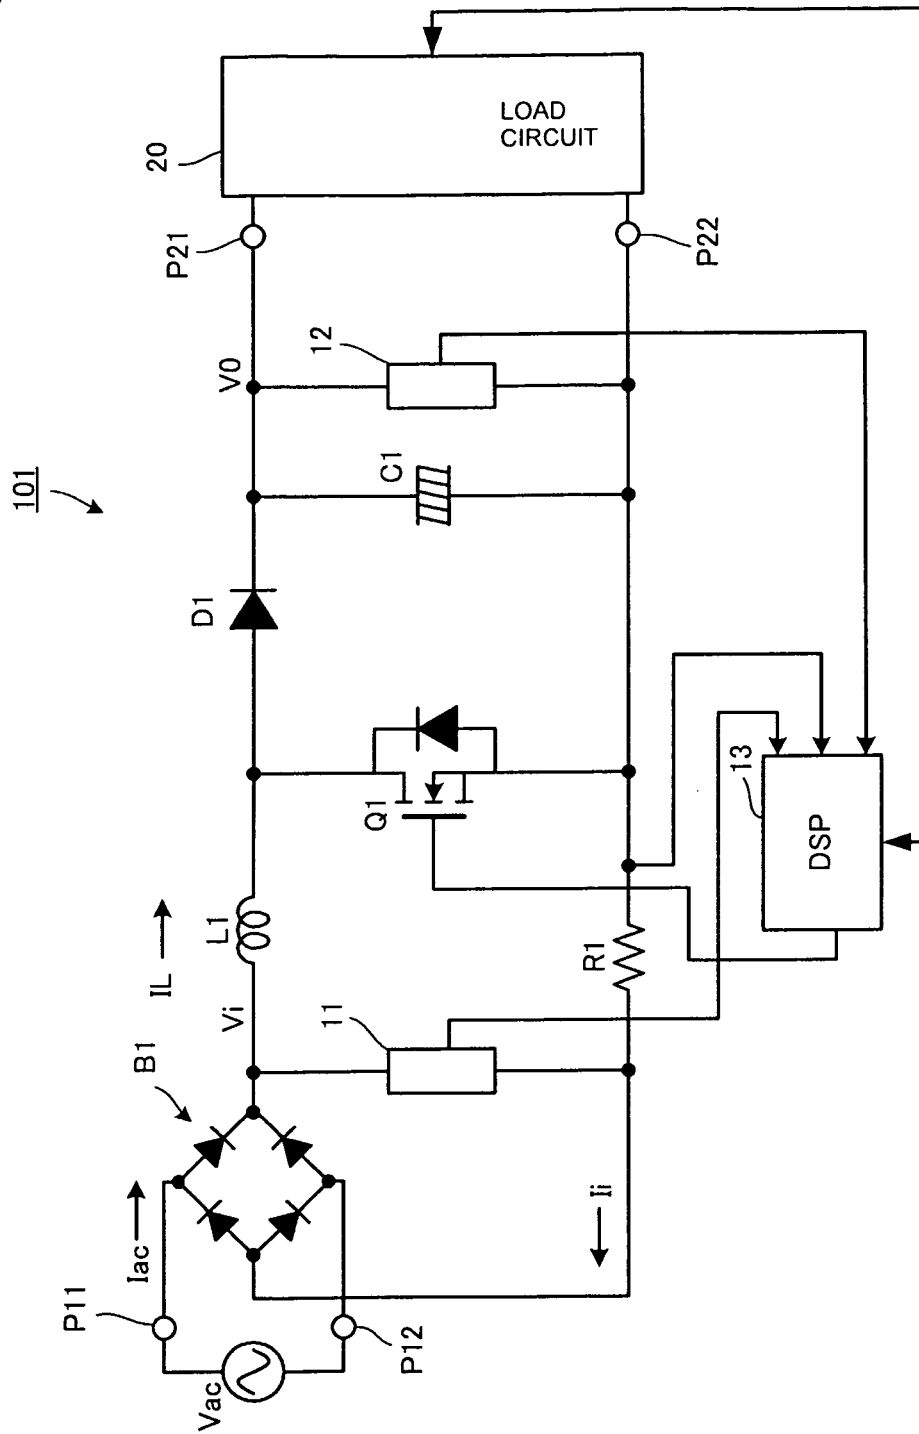 101
Vac
P11
P12
Iac
B1
Vi
IL
L1
11
Ii
R1
Q1
D1
C1
V0
12
P21
P22
20
LOAD
CIRCUIT
13
DSP